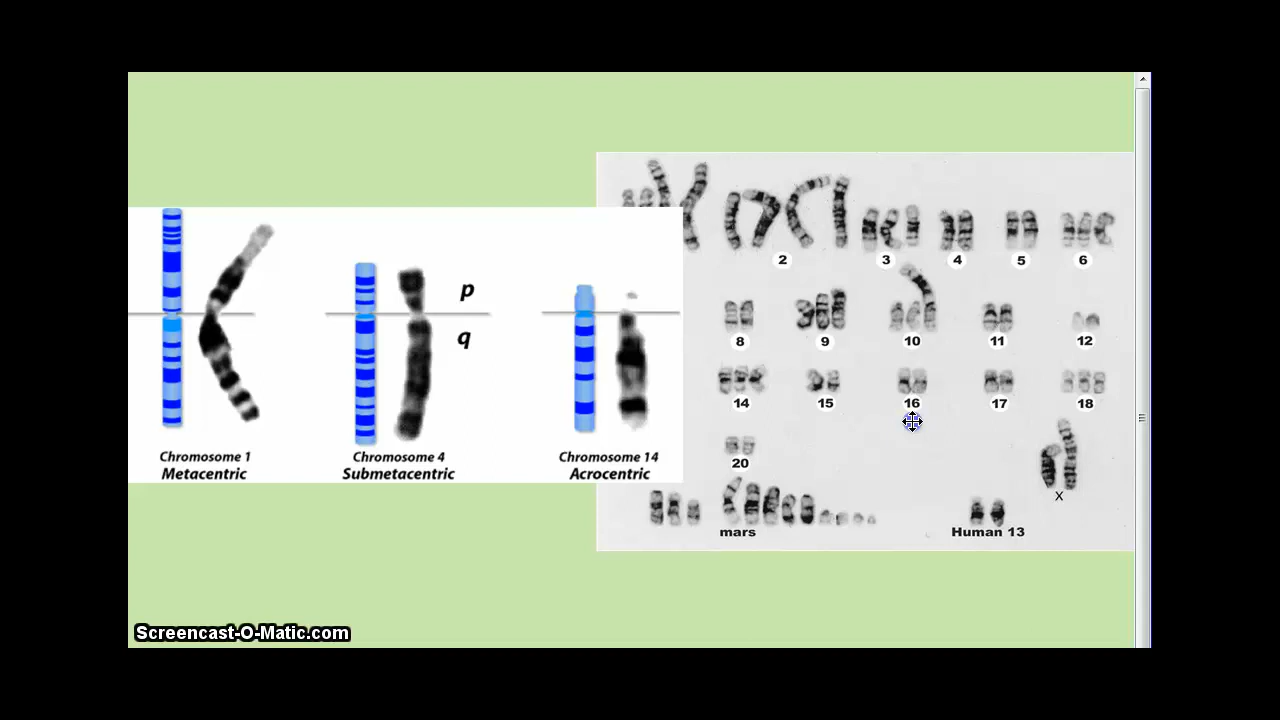 p
q
Chromosome 1
Metacentric
Chromosome 4
Submetacentric
Chromosome 14
Acrocentric
2 3 4 5 6
8 9 10 11 12
14 15 16 17 18
20
X
mars Human 13
Screencast-O-Matic.com